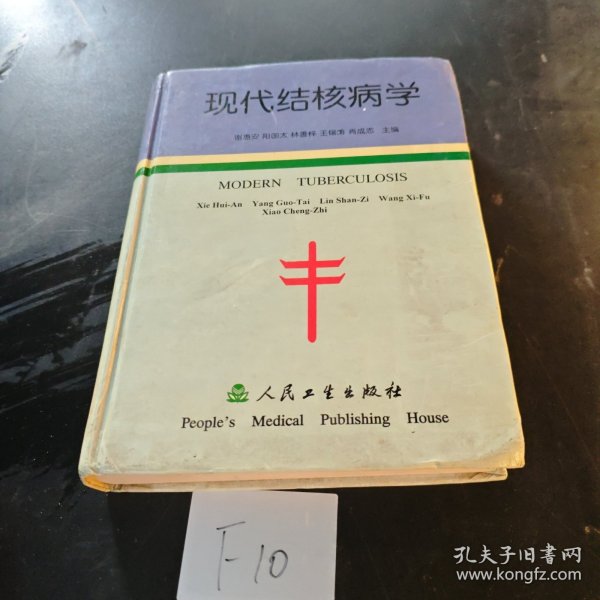 现代结核病学
谢惠安 阳国太 林善梓 王锡清 肖成志 主编
MODERN TUBERCULOSIS
Xie Hui-An Yang Guo-Tai Lin Shan-Zi Wang Xi-Fu
Xiao Cheng-Zhi
人民卫生出版社
People's Medical Publishing House
F-10
孔夫子旧书网
www.kongfz.com